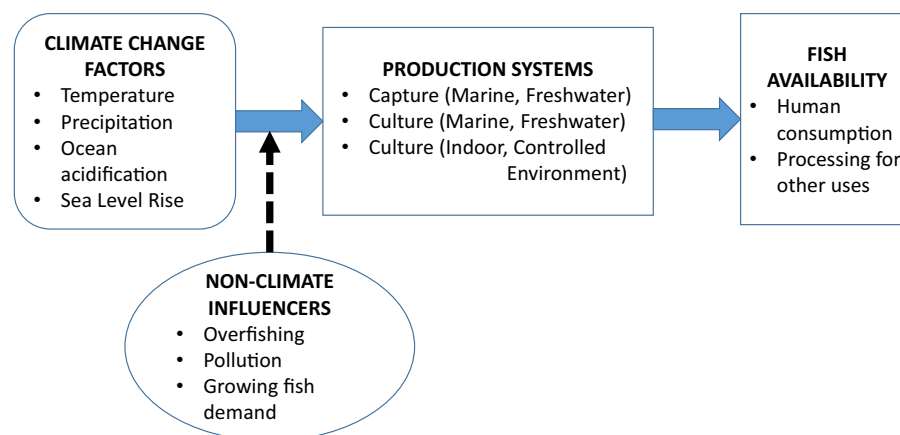 CLIMATE CHANGE
FACTORS
• Temperature
• Precipitation
• Ocean
acidification
• Sea Level Rise
PRODUCTION SYSTEMS
• Capture (Marine, Freshwater)
• Culture (Marine, Freshwater)
• Culture (Indoor, Controlled
Environment)
FISH
AVAILABILITY
• Human
consumption
• Processing for
other uses
NON-CLIMATE
INFLUENCERS
• Overfishing
• Pollution
• Growing fish
demand